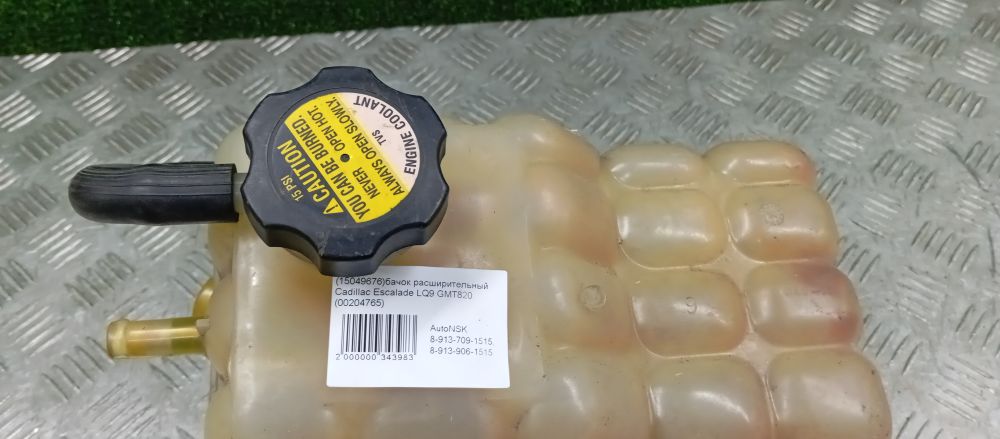 ENGINE COOLANT
TVS
ALWAYS OPEN SLOWLY.
NEVER OPEN HOT.
YOU CAN BE BURNED.
CAUTION
15 PSI
(15049676)бачок расширительный
Cadillac Escalade LQ9 GMT820
(00204765)
AutoNSK
8-913-709-1515,
8-913-906-1515
2 000000 343983